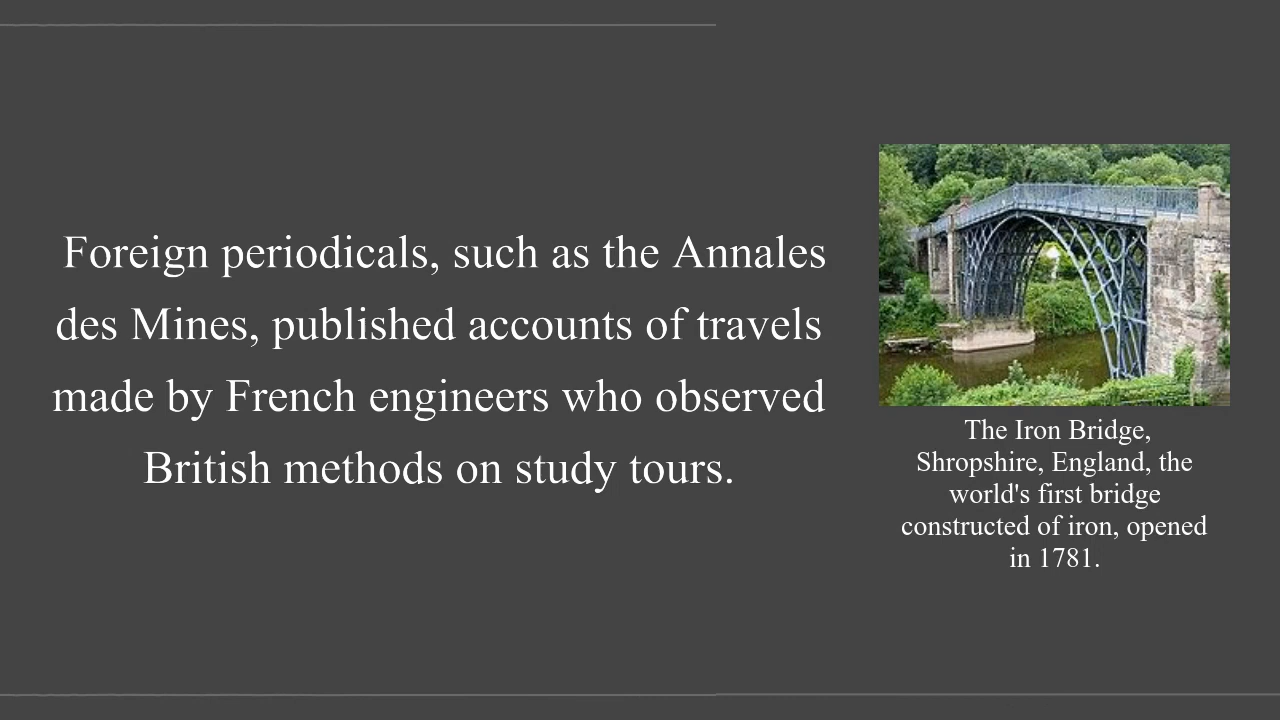 Foreign periodicals, such as the Annales
des Mines, published accounts of travels
made by French engineers who observed
British methods on study tours.
The Iron Bridge,
Shropshire, England, the
world's first bridge
constructed of iron, opened
in 1781.